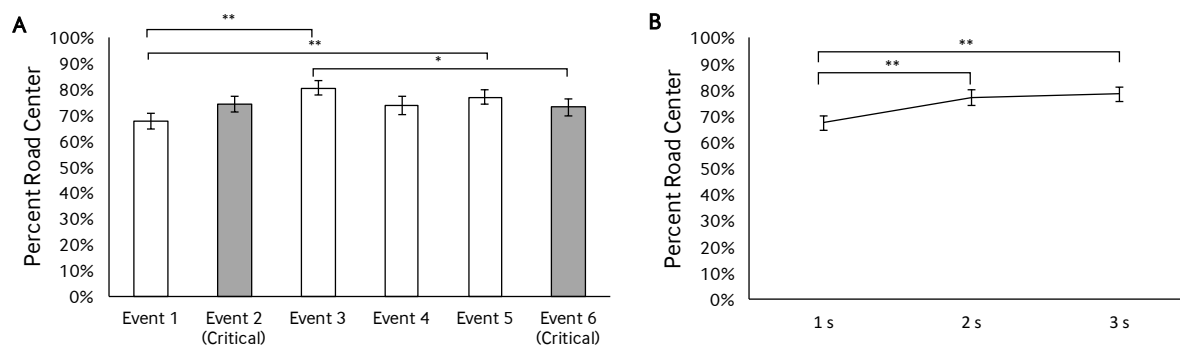 A
**
**
*
100%
90%
80%
70%
60%
50%
40%
30%
20%
10%
0%
Percent Road Center
Event 1
Event 2
(Critical)
Event 3
Event 4
Event 5
Event 6
(Critical)
B
**
**
100%
90%
80%
70%
60%
50%
40%
30%
20%
10%
0%
Percent Road Center
1 s
2 s
3 s